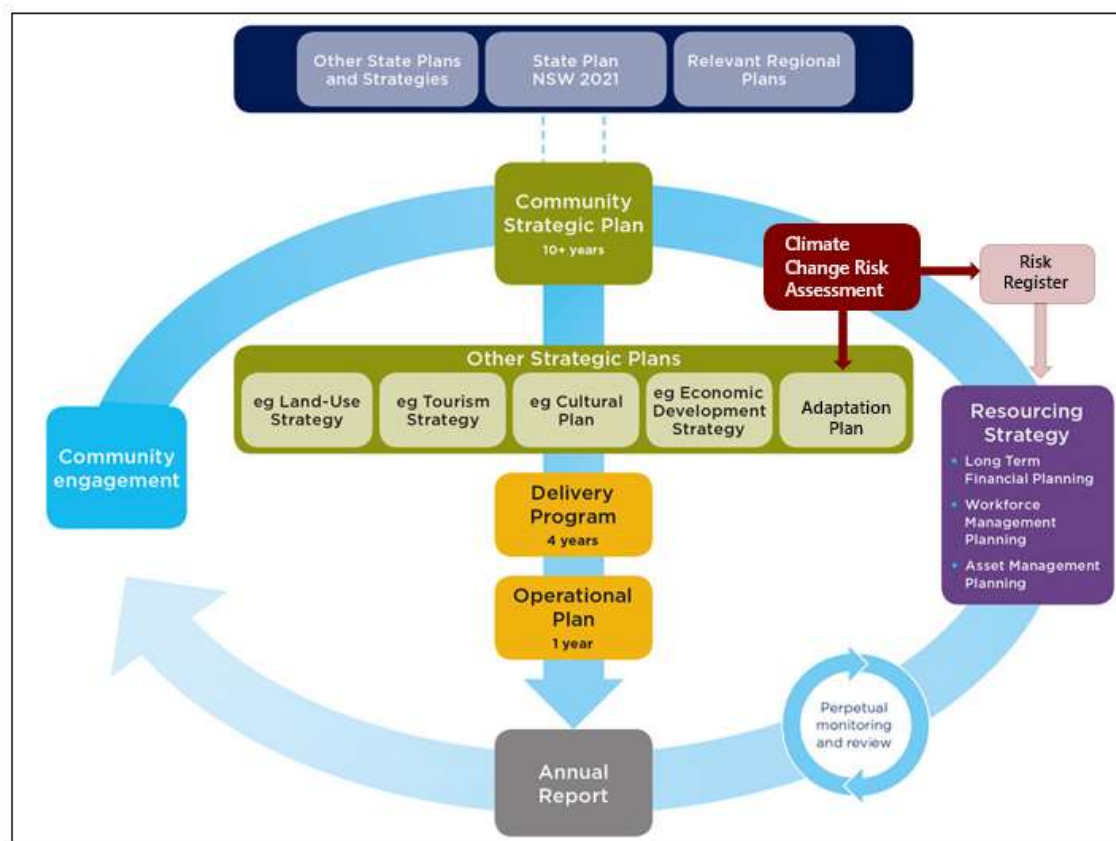 Other State Plans
and Strategies
State Plan
NSW 2021
Relevant Regional
Plans
Community
Strategic Plan
10+ years
Climate
Change Risk
Assessment
Risk
Register
Other Strategic Plans
eg Land-Use
Strategy
eg Tourism
Strategy
eg Cultural
Plan
eg Economic
Development
Strategy
Adaptation
Plan
Community
engagement
Resourcing
Strategy
• Long Term
Financial Planning
• Workforce
Management
Planning
• Asset Management
Planning
Delivery
Program
4 years
Operational
Plan
1 year
Perpetual
monitoring
and review
Annual
Report